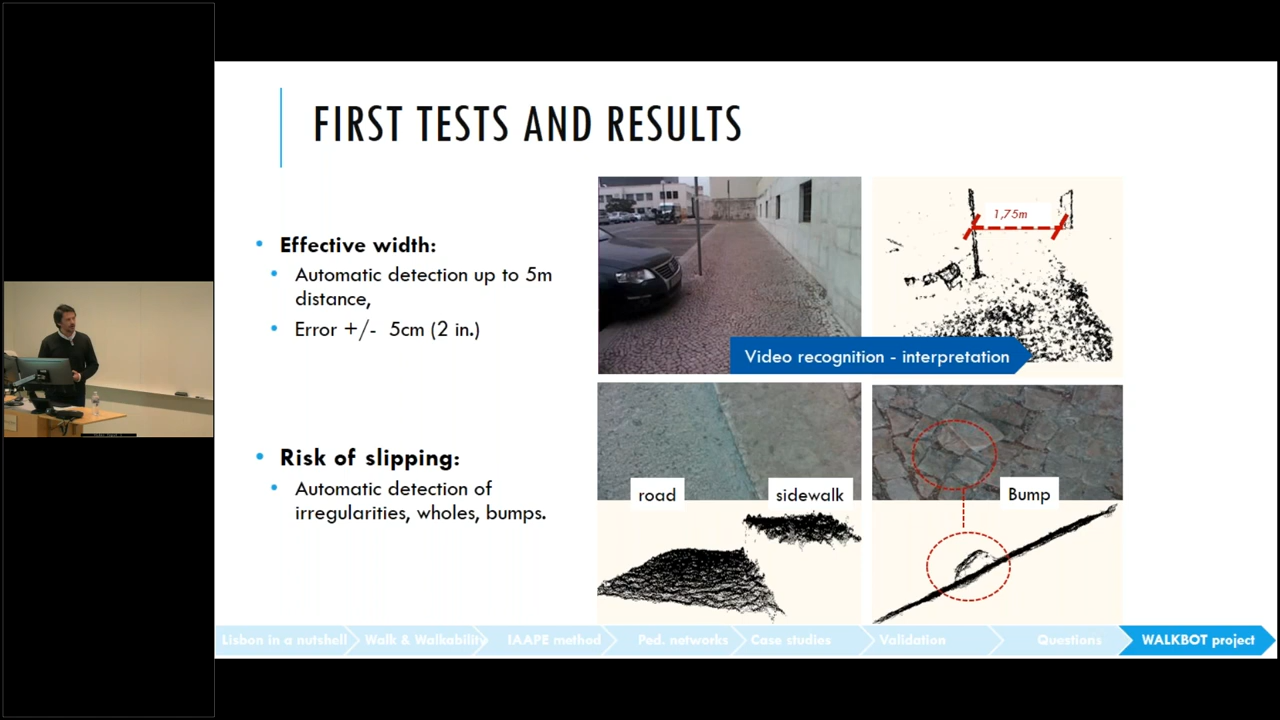 FIRST TESTS AND RESULTS
• Effective width:
• Automatic detection up to 5m
distance,
• Error +/- 5cm (2 in.)
1,75m
Video recognition - interpretation
• Risk of slipping:
• Automatic detection of
irregularities, wholes, bumps.
road
sidewalk
Bump
Lisbon in a nutshell
Walk & Walkability
IAAPE method
Ped. networks
Case studies
Validation
Questions
WALKBOT project